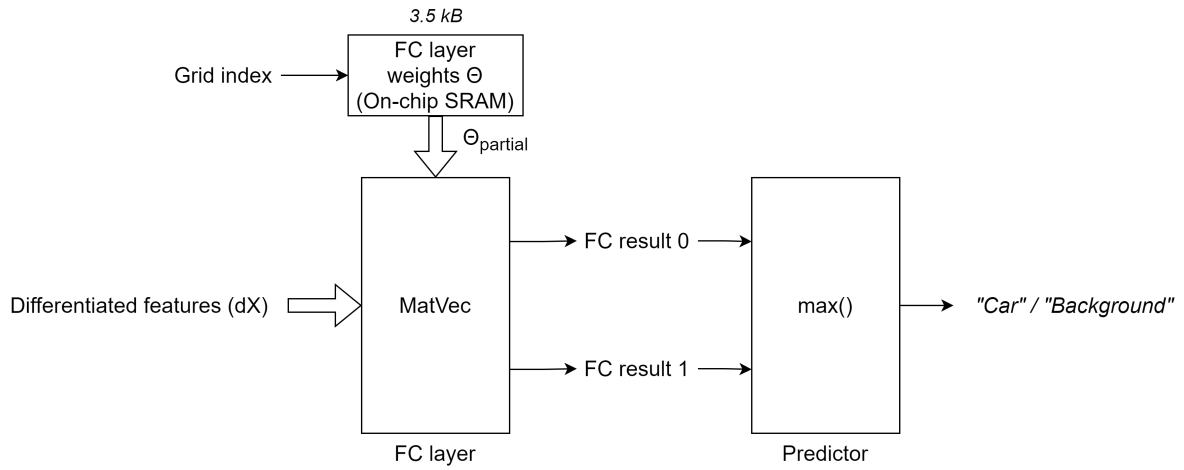 3.5 kB
FC layer
weights Θ
(On-chip SRAM)
Grid index
Θpartial
Differentiated features (dX)
MatVec
FC layer
FC result 0
FC result 1
max()
Predictor
"Car" / "Background"